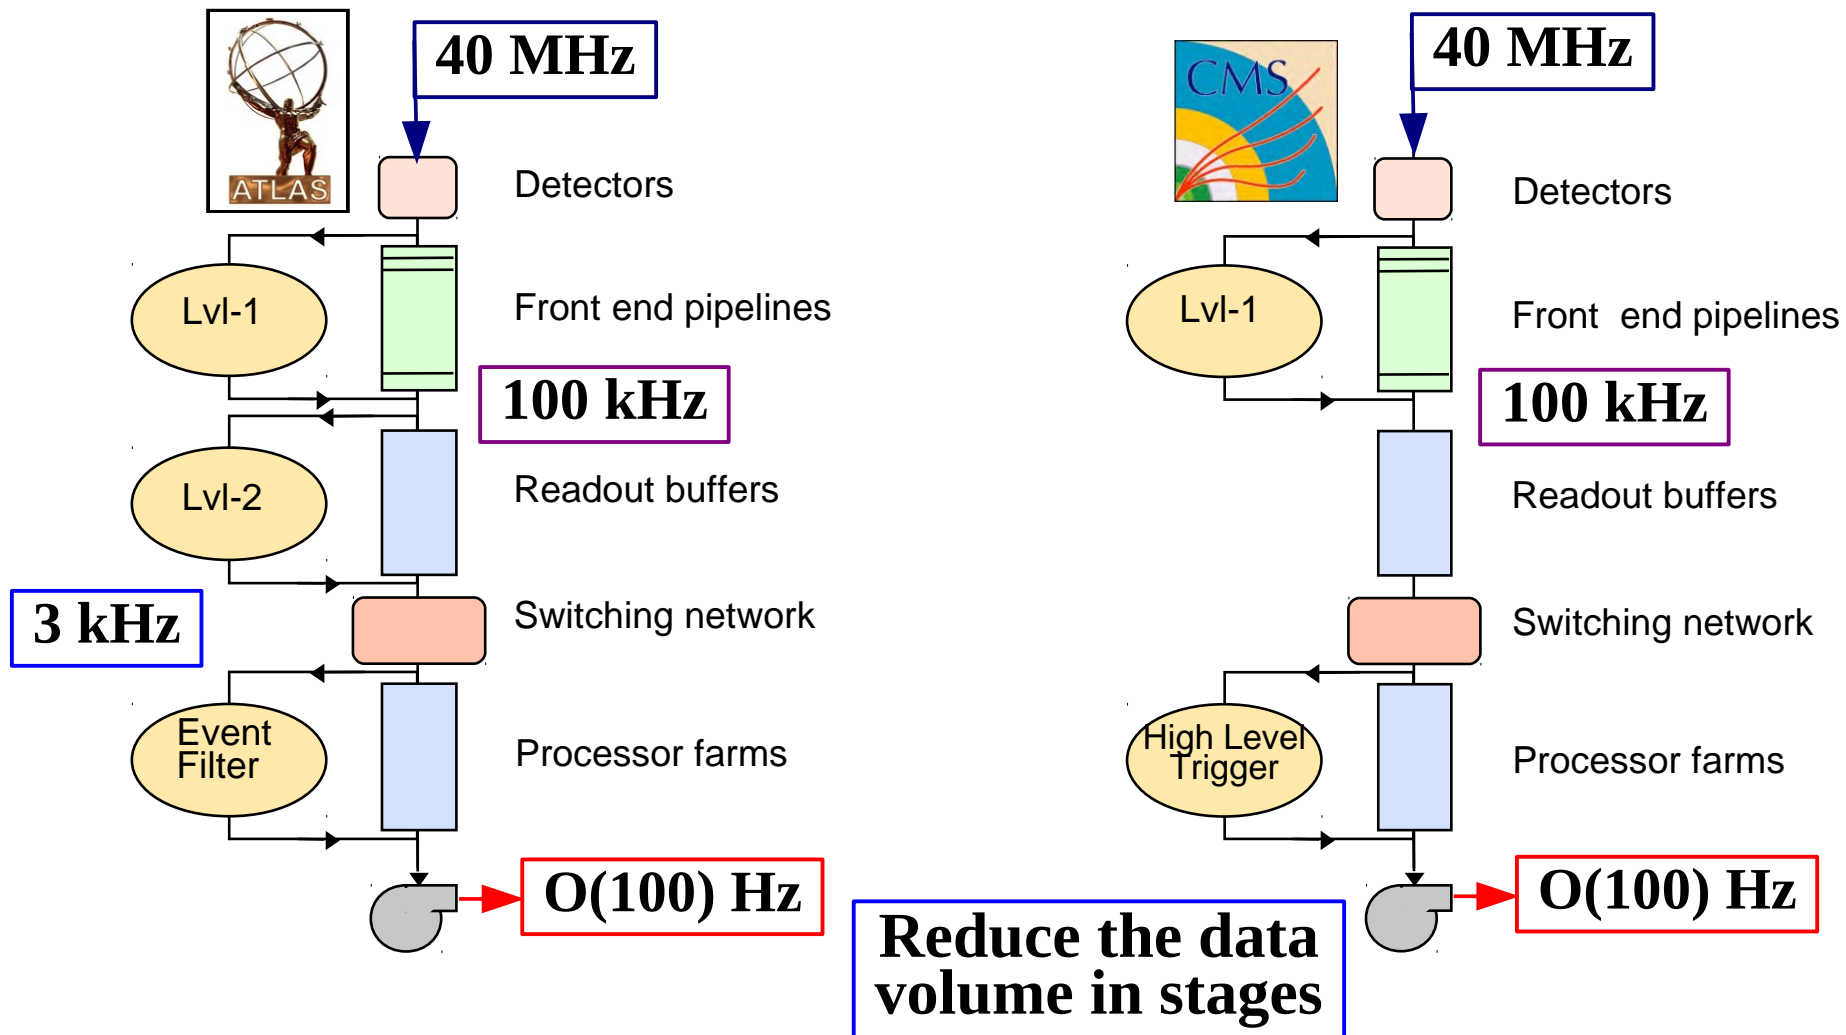 40 MHz
ATLAS
Detectors
Lvl-1
Front end pipelines
100 kHz
Lvl-2
Readout buffers
3 kHz
Switching network
Event
Filter
Processor farms
O(100) Hz
40 MHz
CMS
Detectors
Lvl-1
Front end pipelines
100 kHz
Readout buffers
Switching network
High Level
Trigger
Processor farms
O(100) Hz
Reduce the data
volume in stages